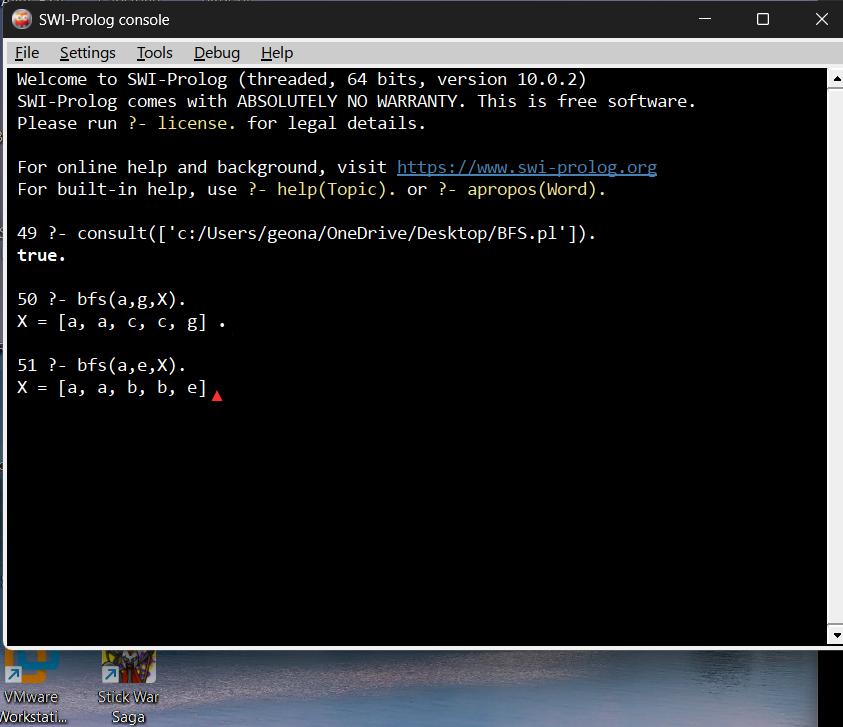 SWI-Prolog console
File Settings Tools Debug Help
Welcome to SWI-Prolog (threaded, 64 bits, version 10.0.2)
SWI-Prolog comes with ABSOLUTELY NO WARRANTY. This is free software.
Please run ?- license. for legal details.
For online help and background, visit https://www.swi-prolog.org
For built-in help, use ?- help(Topic). or ?- apropos(Word).
49 ?- consult(['c:/Users/geona/OneDrive/Desktop/BFS.pl']).
true.
50 ?- bfs(a,g,X).
X = [a, a, c, c, g] .
51 ?- bfs(a,e,X).
X = [a, a, b, b, e]
VMware
Workstati...
Stick War
Saga